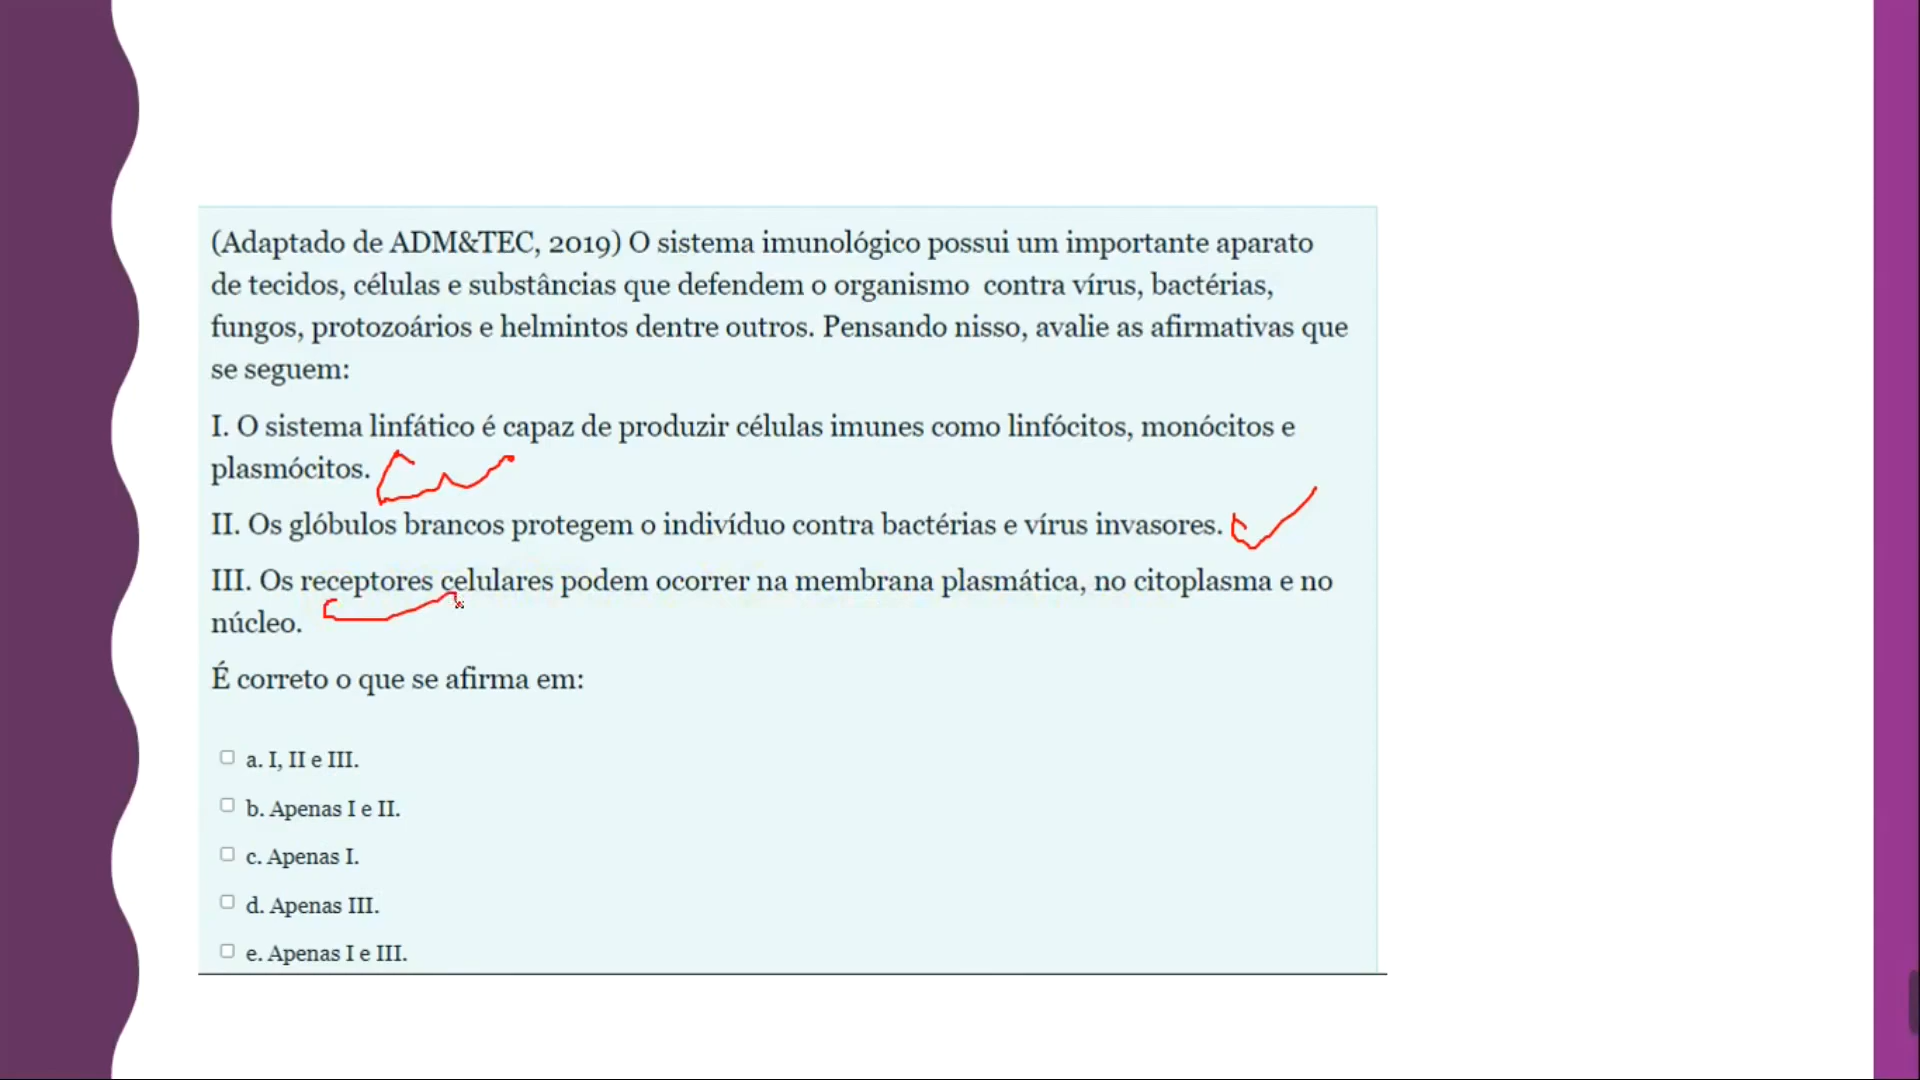 (Adaptado de ADM&TEC, 2019) O sistema imunológico possui um importante aparato
de tecidos, células e substâncias que defendem o organismo contra vírus, bactérias,
fungos, protozoários e helmintos dentre outros. Pensando nisso, avalie as afirmativas que
se seguem:
I. O sistema linfático é capaz de produzir células imunes como linfócitos, monócitos e
plasmócitos.
II. Os glóbulos brancos protegem o indivíduo contra bactérias e vírus invasores.
III. Os receptores celulares podem ocorrer na membrana plasmática, no citoplasma e no
núcleo.
É correto o que se afirma em:
a. I, II e III.
b. Apenas I e II.
c. Apenas I.
d. Apenas III.
e. Apenas I e III.